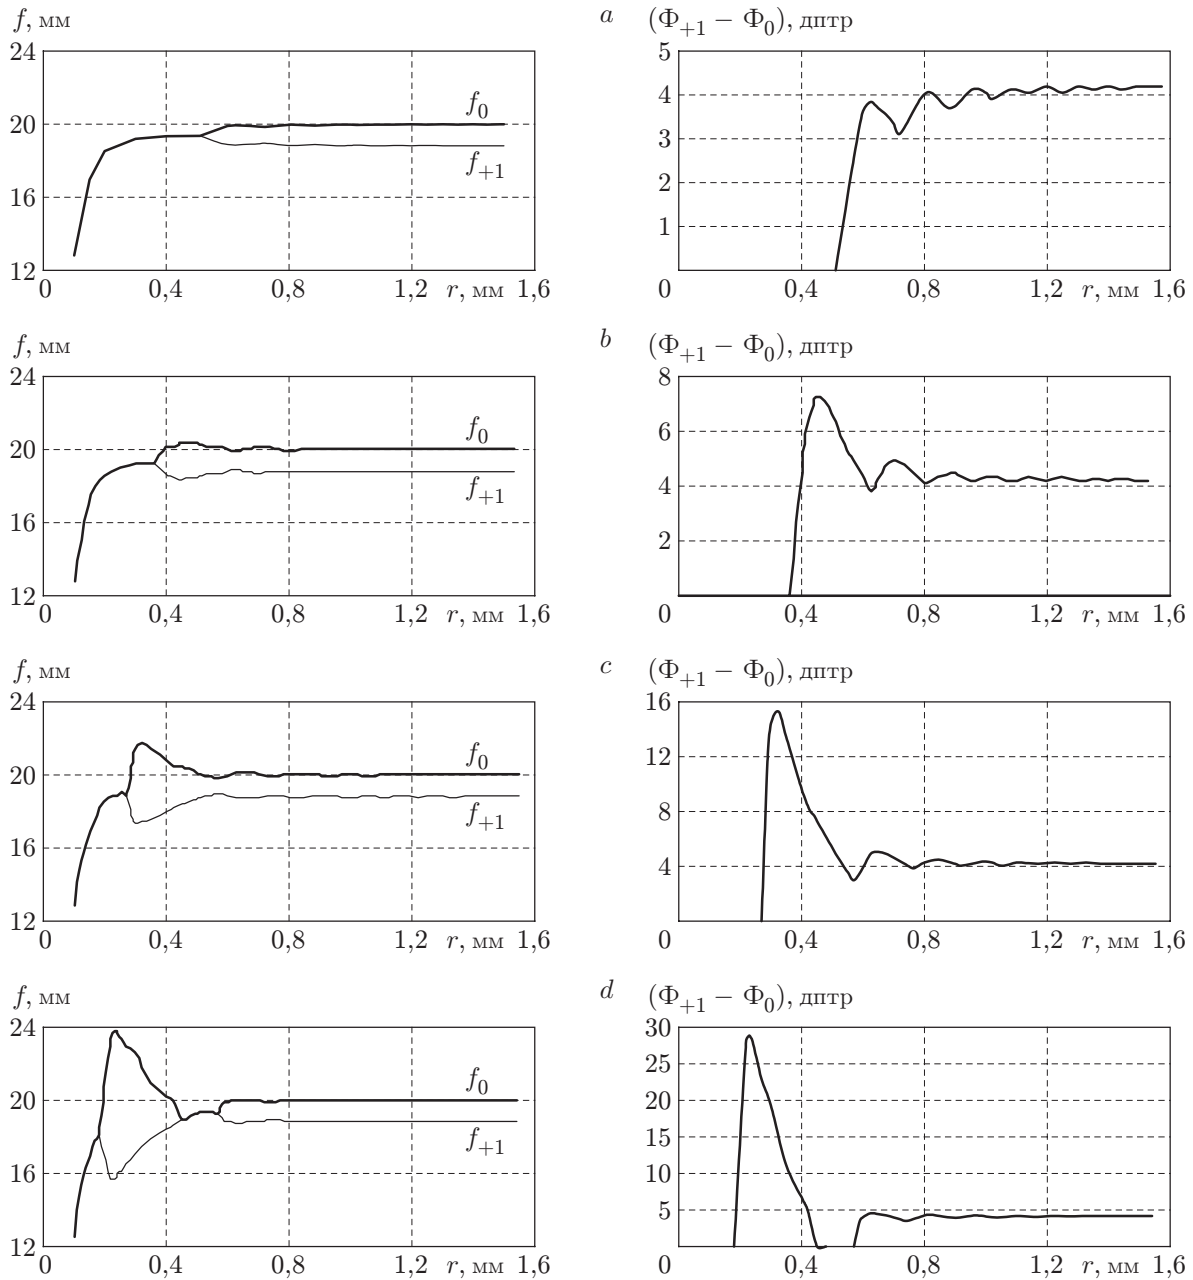 f, мм a (Ф+1 − Ф0), дптр
24 5
f0 4
20 3
f+1
16 2
1
12
0 0,4 0,8 1,2 r, мм 1,6 0 0,4 0,8 1,2 r, мм 1,6
f, мм b (Ф+1 − Ф0), дптр
24 8
f0 6
20
f+1 4
16 2
12
0 0,4 0,8 1,2 r, мм 1,6 0 0,4 0,8 1,2 r, мм 1,6
f, мм c (Ф+1 − Ф0), дптр
24 16
f0 12
20
f+1 8
16 4
12
0 0,4 0,8 1,2 r, мм 1,6 0 0,4 0,8 1,2 r, мм 1,6
f, мм d (Ф+1 − Ф0), дптр
24 30
25
f0
20 20
f+1 15
16 10
5
12
0 0,4 0,8 1,2 r, мм 1,6 0 0,4 0,8 1,2 r, мм 1,6